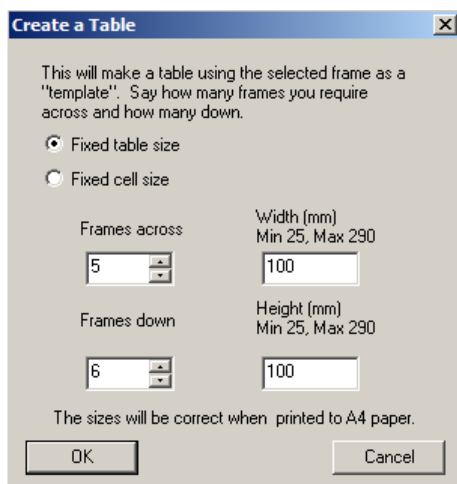 Create a Table
This will make a table using the selected frame as a
"template".  Say how many frames you require
across and how many down.
Fixed table size
Fixed cell size
Frames across
Width (mm)
Min 25, Max 290
5
100
Frames down
Height (mm)
Min 25, Max 290
6
100
The sizes will be correct when  printed to A4 paper.
OK
Cancel